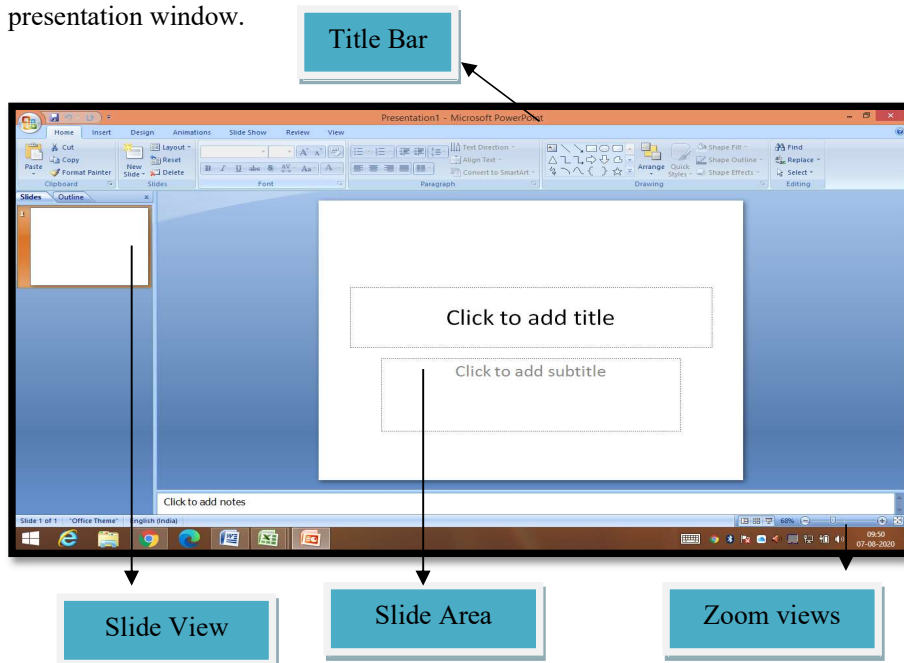 presentation window.
Title Bar
Presentation1 - Microsoft PowerPoint
Home Insert Design Animations Slide Show Review View
Cut Layout Text Direction Shape Fill Find
Copy Reset Align Text Shape Outline Replace
Paste Format Painter New Slide Delete Convert to SmartArt Arrange Quick Styles Shape Effects Select
Clipboard Slides Font Paragraph Drawing Editing
Slides Outline
1
Click to add title
Click to add subtitle
Click to add notes
Slide 1 of 1 "Office Theme" English (India) 68%
09:50
07-08-2020
Slide View
Slide Area
Zoom views